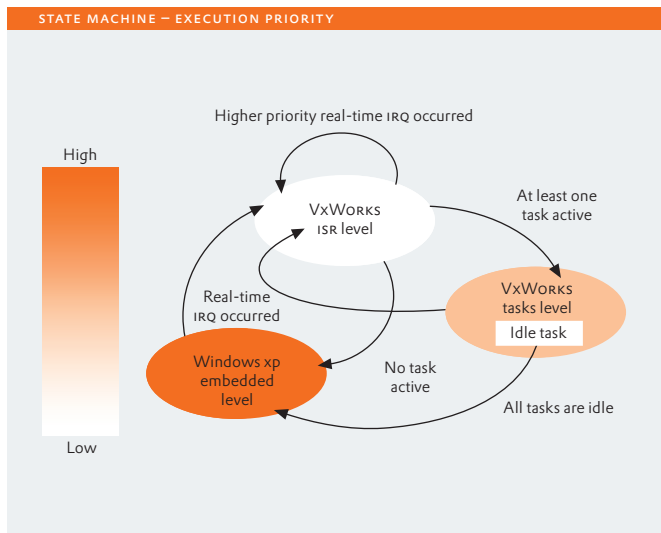 STATE MACHINE – EXECUTION PRIORITY
Higher priority real-time IRQ occurred
High
At least one
task active
VxWorks
ISR level
VxWorks
tasks level
Idle task
Real-time
IRQ occurred
Windows xp
embedded
level
No task
active
All tasks are idle
Low